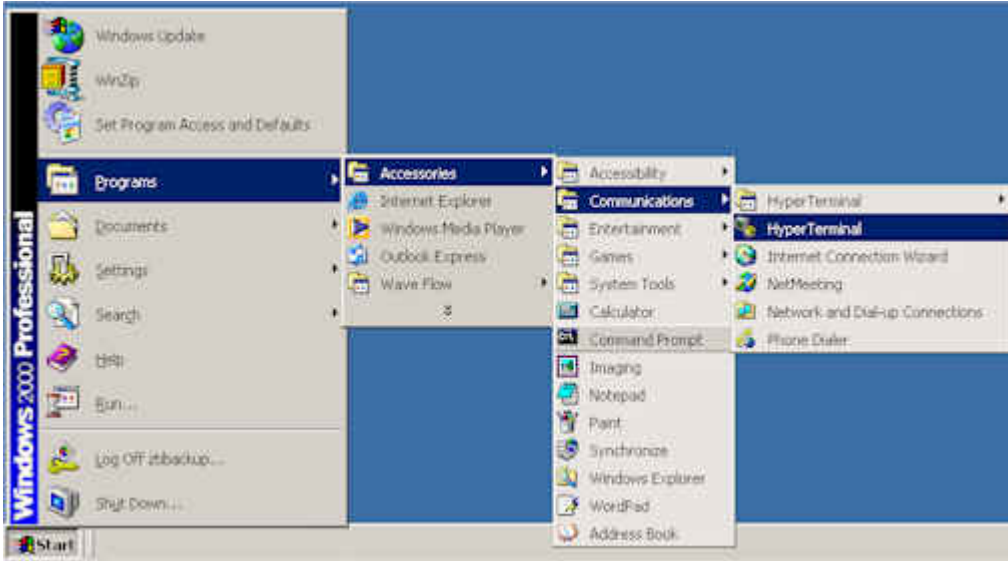 Windows 2000 Professional
Windows Update
WinZip
Set Program Access and Defaults
Programs
Documents
Settings
Search
Help
Run...
Log Off ztibackup...
Shut Down...
Start
Accessories
Internet Explorer
Windows Media Player
Outlook Express
Wave Flow
Accessibility
Communications
Entertainment
Games
System Tools
Calculator
Command Prompt
Imaging
Notepad
Paint
Synchronize
Windows Explorer
WordPad
Address Book
HyperTerminal
HyperTerminal
Internet Connection Wizard
NetMeeting
Network and Dial-up Connections
Phone Dialer